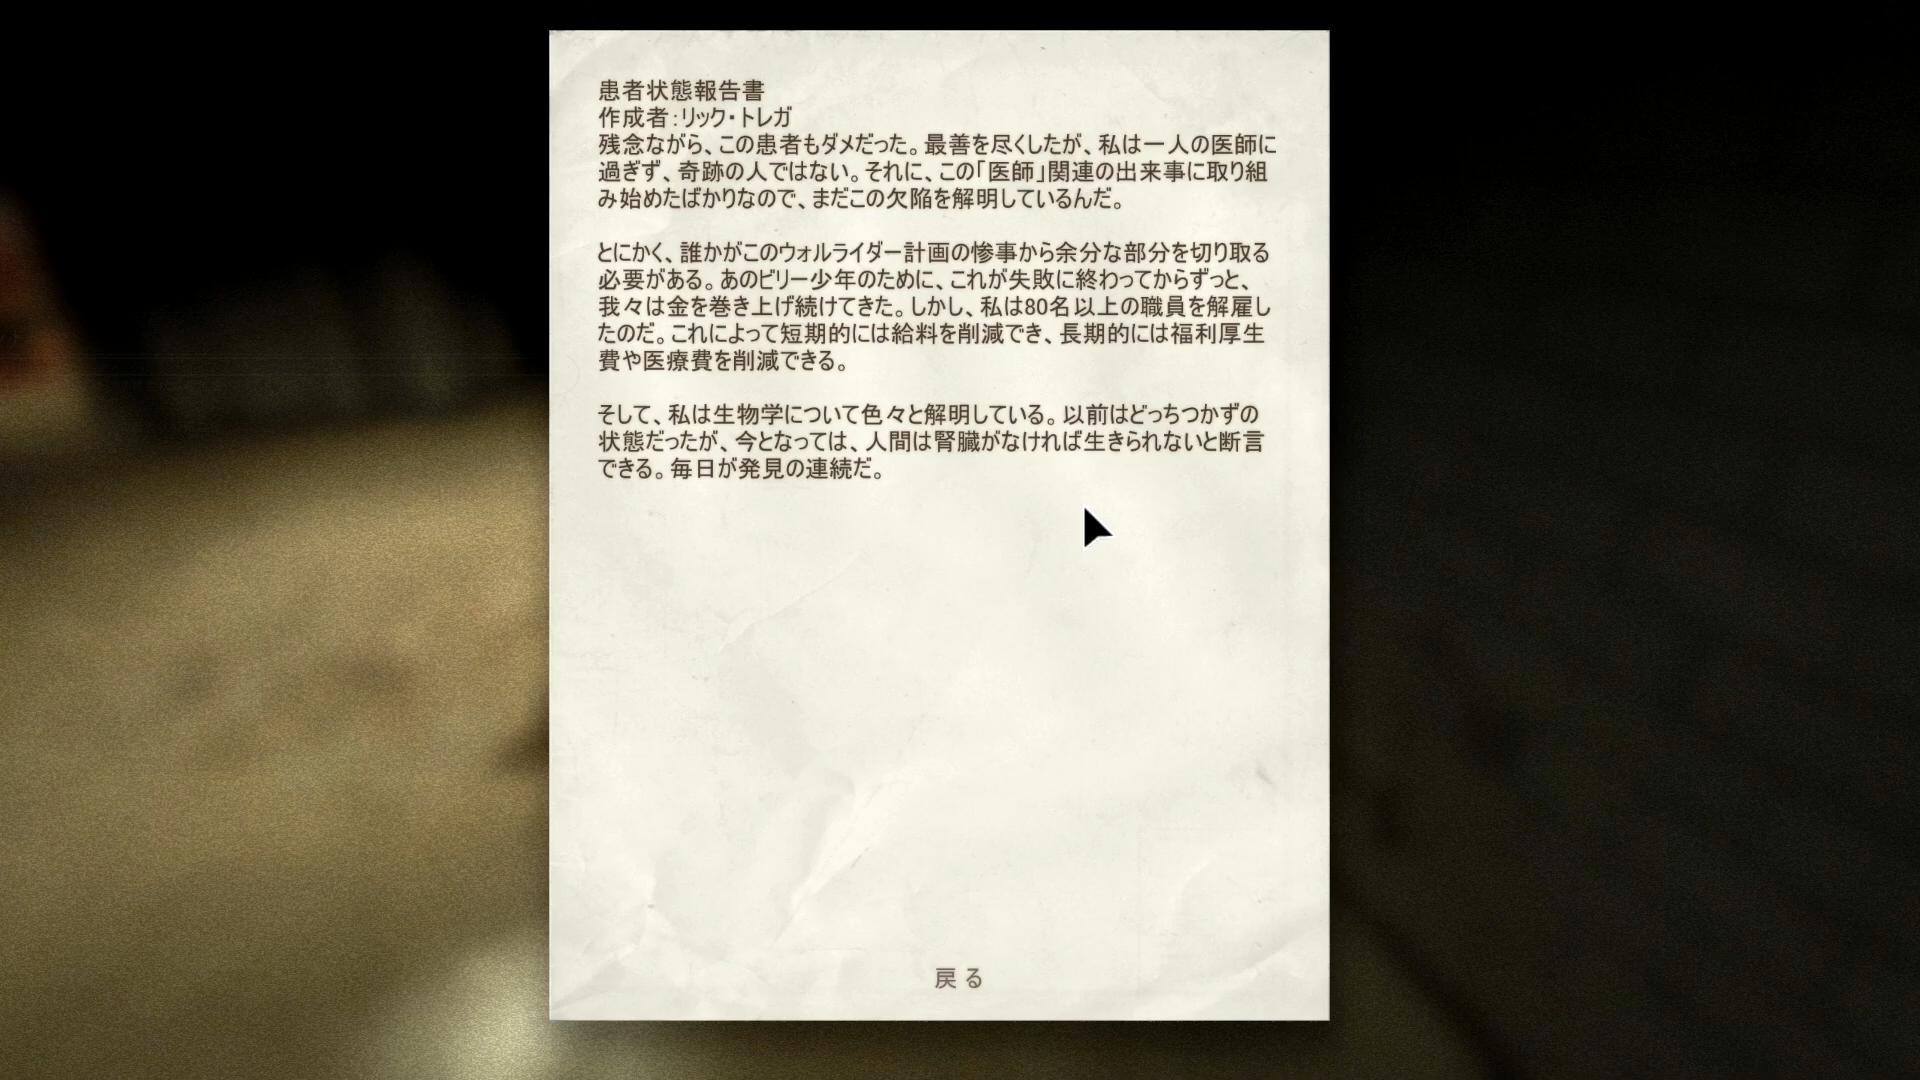 患者状態報告書
作成者：リック・トレガ
残念ながら、この患者もダメだった。最善を尽くしたが、私は一人の医師に
過ぎず、奇跡の人ではない。それに、この「医師」関連の出来事に取り組
み始めたばかりなので、まだこの欠陥を解明しているんだ。
とにかく、誰かがこのウォルライダー計画の惨事から余分な部分を切り取る
必要がある。あのビリー少年のために、これが失敗に終わってからずっと、
我々は金を巻き上げ続けてきた。しかし、私は80名以上の職員を解雇し
たのだ。これによって短期的には給料を削減でき、長期的には福利厚生
費や医療費を削減できる。
そして、私は生物学について色々と解明している。以前はどっちつかずの
状態だったが、今となっては、人間は腎臓がなければ生きられないと断言
できる。毎日が発見の連続だ。
戻る